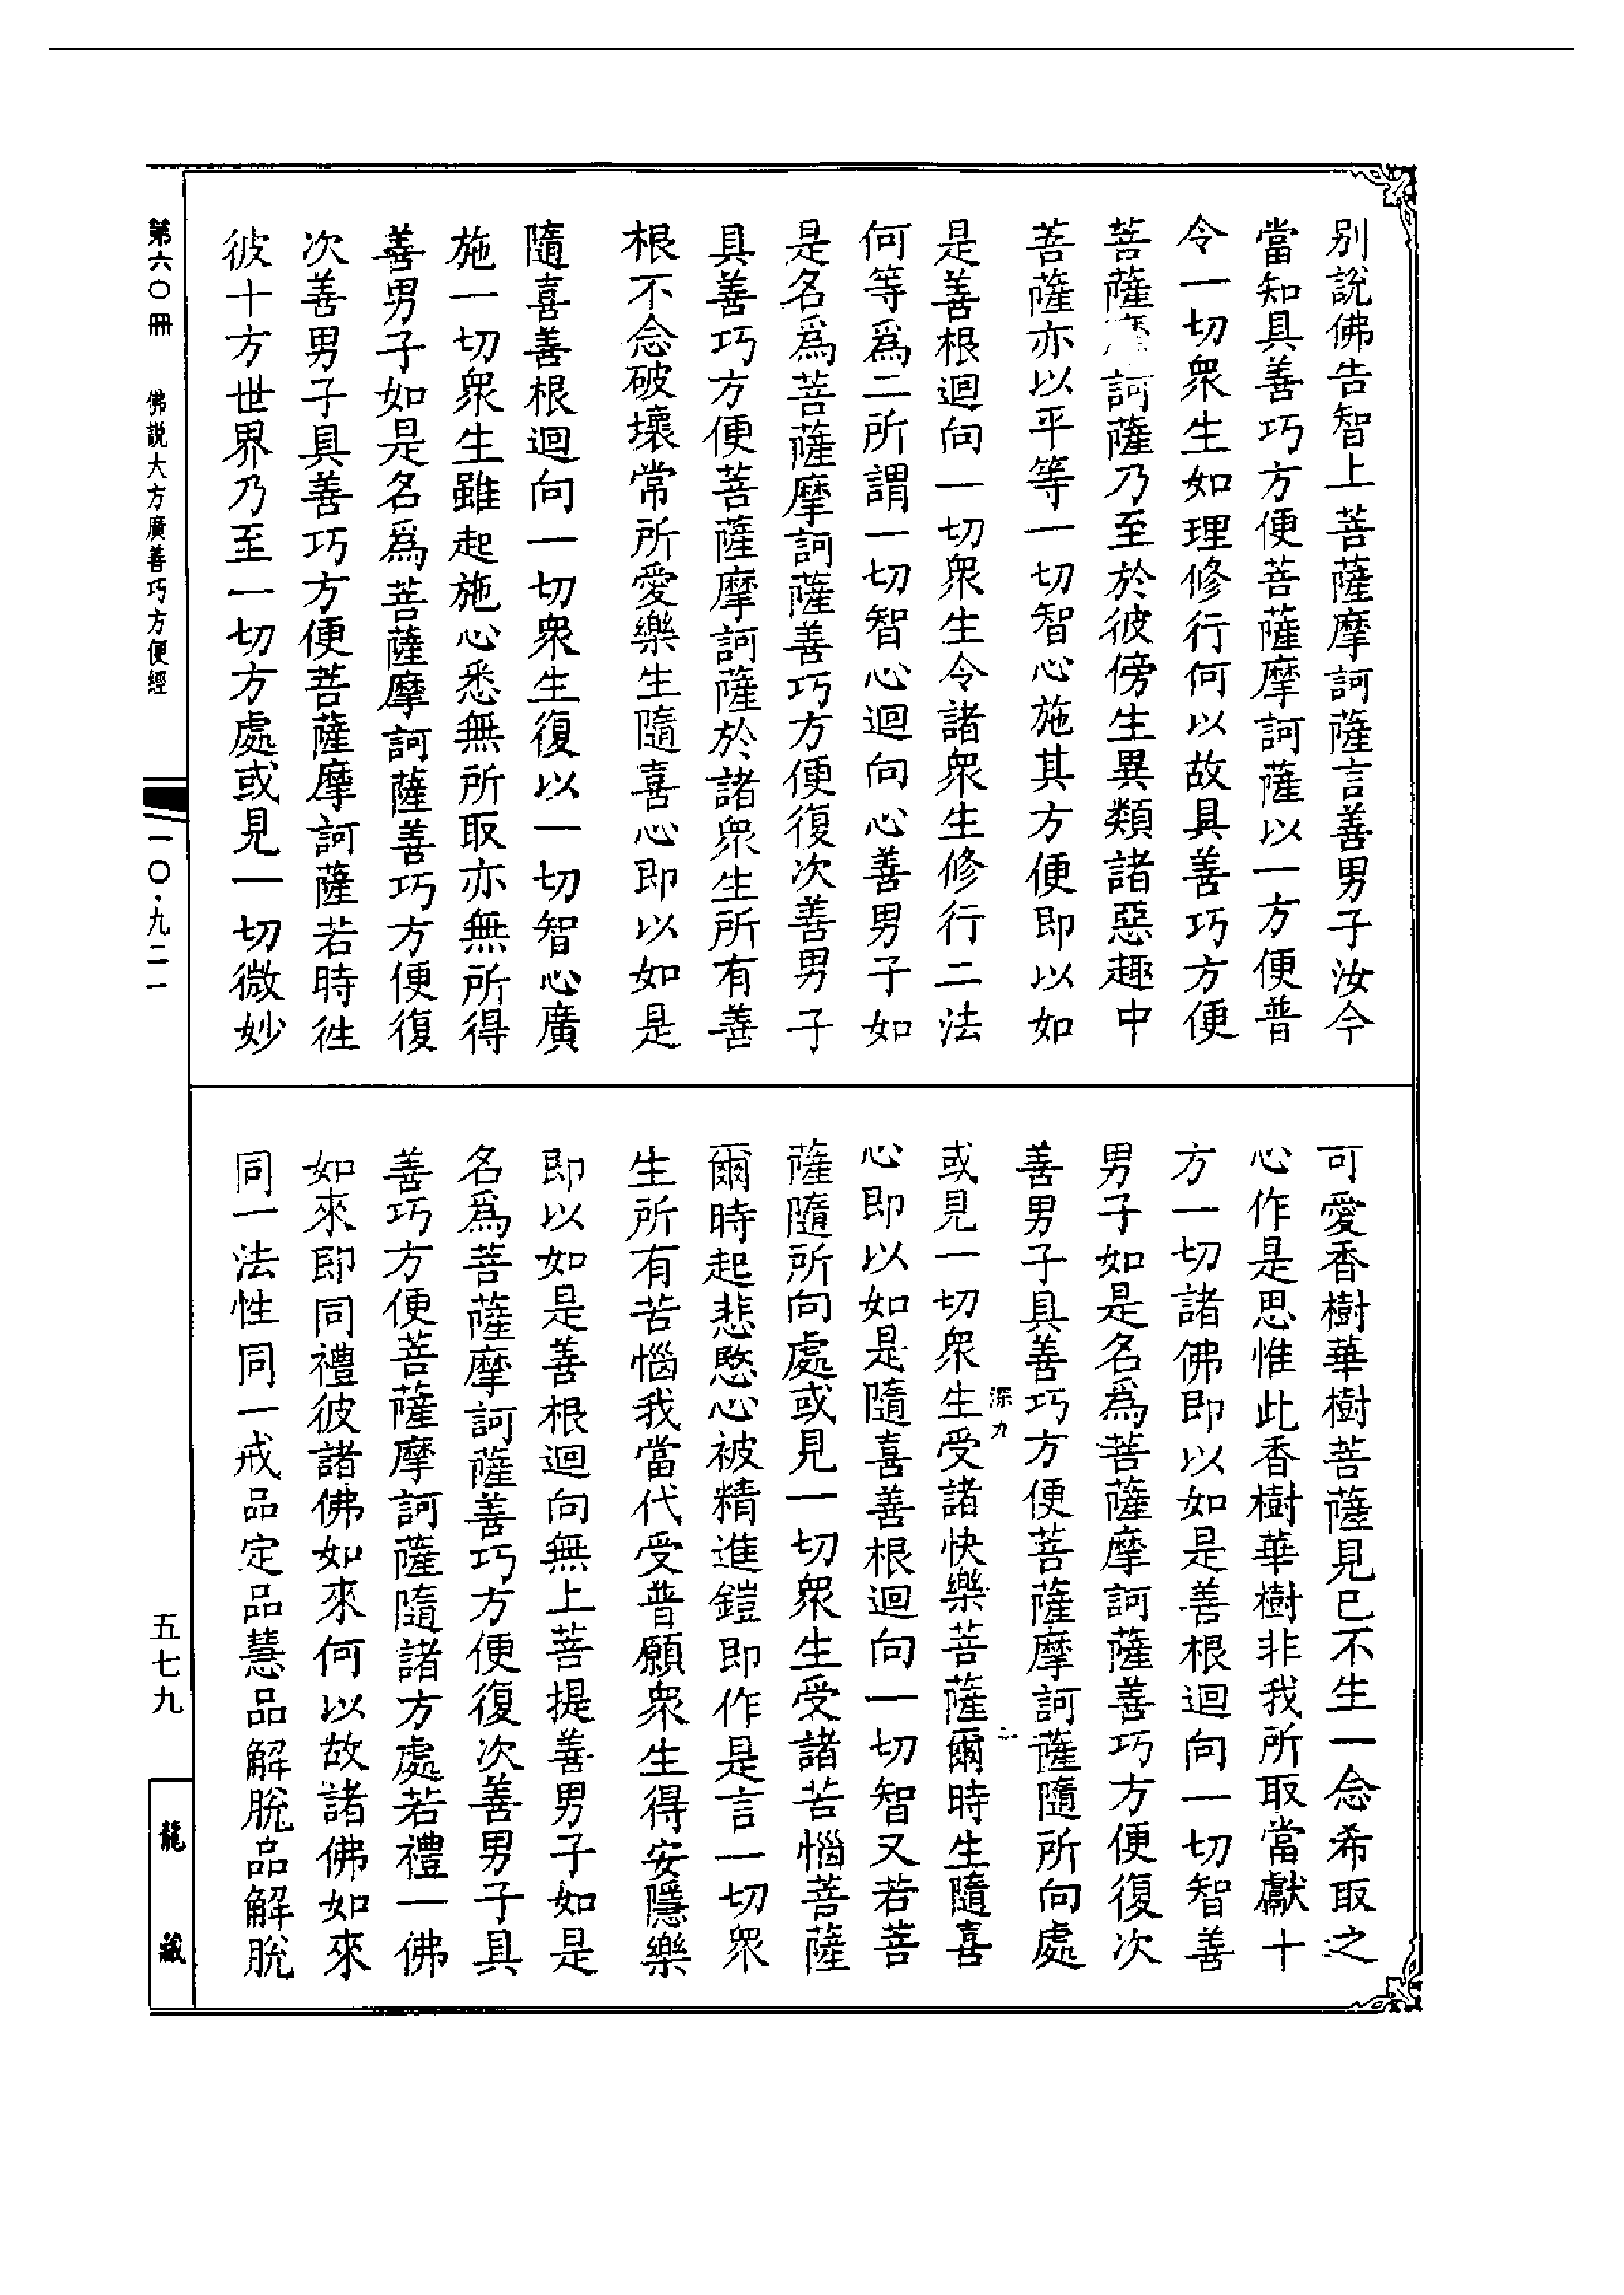 別說佛告智上菩薩摩訶薩言善男子汝今
當知具善巧方便菩薩摩訶薩以一方便普
令一切衆生如理修行何以故具善巧方便
菩薩摩訶薩乃至於彼傍生異類諸惡趣中
菩薩亦以平等一切智心施其方便即以如
是善根迴向一切衆生令諸衆生修行二法
何等爲二所謂一切智心迴向心善男子如
是名爲菩薩摩訶薩善巧方便復次善男子
具善巧方便菩薩摩訶薩於諸衆生所有善
根不念破壞常所愛樂生隨喜心即以如是
隨喜善根迴向一切衆生復以一切智心廣
施一切衆生雖起施心悉無所取亦無所得
善男子如是名爲菩薩摩訶薩善巧方便復
次善男子具善巧方便菩薩摩訶薩若時徃
彼十方世界乃至一切方處或見一切微妙
可愛香樹華樹菩薩見已不生一念希取之
心作是思惟此香樹華樹非我所取當獻十
方一切諸佛即以如是善根迴向一切智善
男子如是名爲菩薩摩訶薩善巧方便復次
善男子具善巧方便菩薩摩訶薩隨所向處
深九
二
或見一切衆生受諸快樂菩薩爾時生隨喜
心即以如是隨喜善根迴向一切智又若菩
薩隨所向處或見一切衆生受諸苦惱菩薩
爾時起悲愍心被精進鎧即作是言一切衆
生所有苦惱我當代受普願衆生得安隱樂
即以如是善根迴向無上菩提善男子如是
名爲菩薩摩訶薩善巧方便復次善男子具
善巧方便菩薩摩訶薩隨諸方處若禮一佛
如來即同禮彼諸佛如來何以故諸佛如來
同一法性同一戒品定品慧品解脫品解脫
第六〇冊 佛說大方廣善巧方便經
一〇·九二一
五七九
龍藏